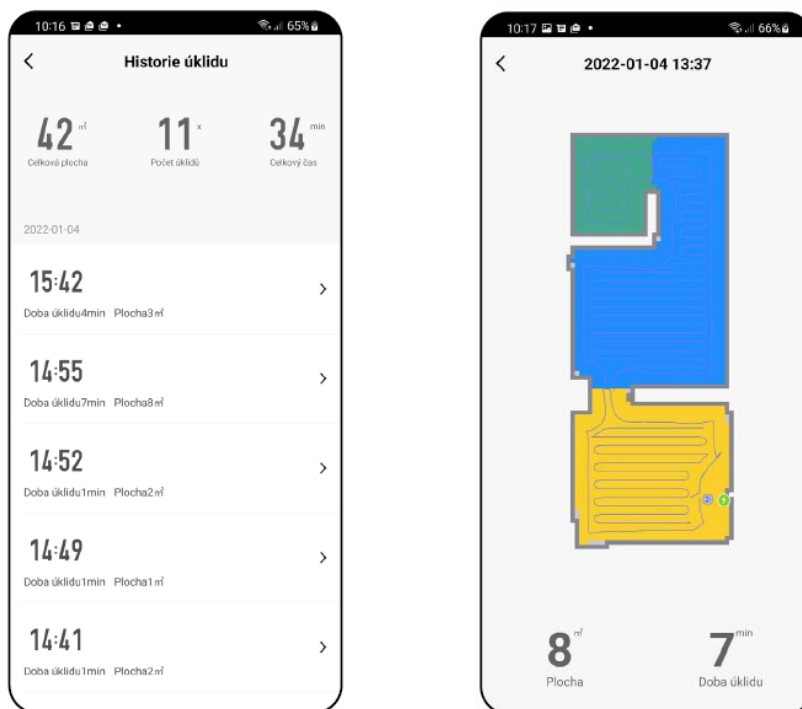 10:16
65%
Historie úklidu
42 ㎡
11 x
34 min
Celková plocha
Počet úklidů
Celkový čas
2022-01-04
15:42
Doba úklidu4min Plocha3㎡
14:55
Doba úklidu7min Plocha8㎡
14:52
Doba úklidu1min Plocha2㎡
14:49
Doba úklidu1min Plocha1㎡
14:41
Doba úklidu1min Plocha2㎡
10:17
66%
2022-01-04 13:37
8 ㎡
7 min
Plocha
Doba úklidu